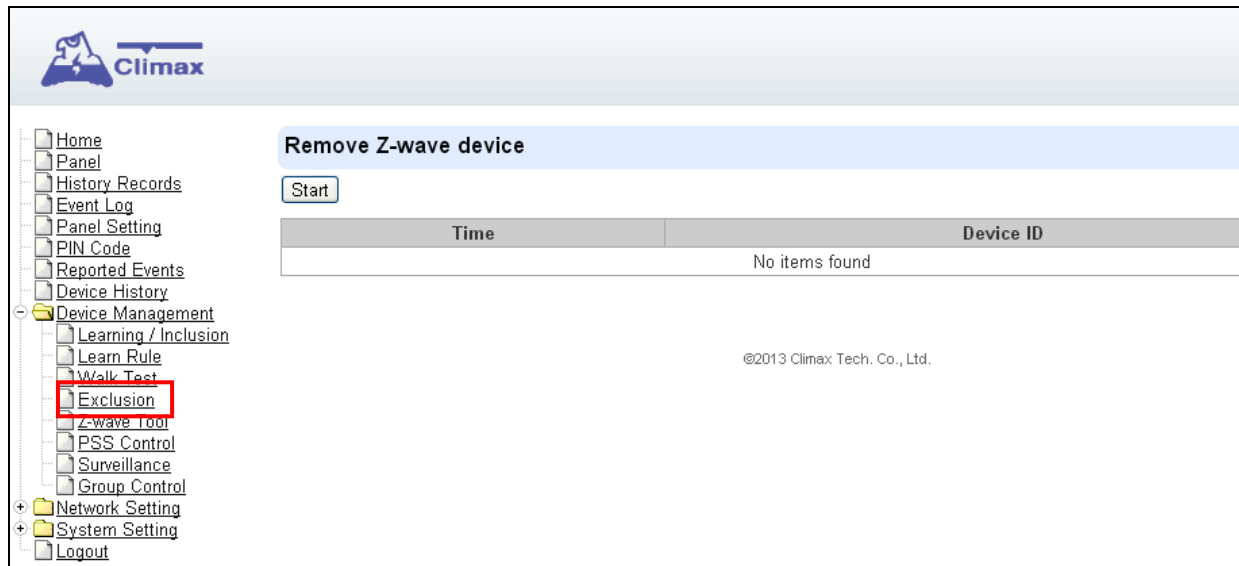 Climax
Home
Panel
History Records
Event Log
Panel Setting
PIN Code
Reported Events
Device History
Device Management
Learning / Inclusion
Learn Rule
Walk Test
Exclusion
Z-wave Tool
PSS Control
Surveillance
Group Control
Network Setting
System Setting
Logout
Remove Z-wave device
Start
Time Device ID
No items found
©2013 Climax Tech. Co., Ltd.